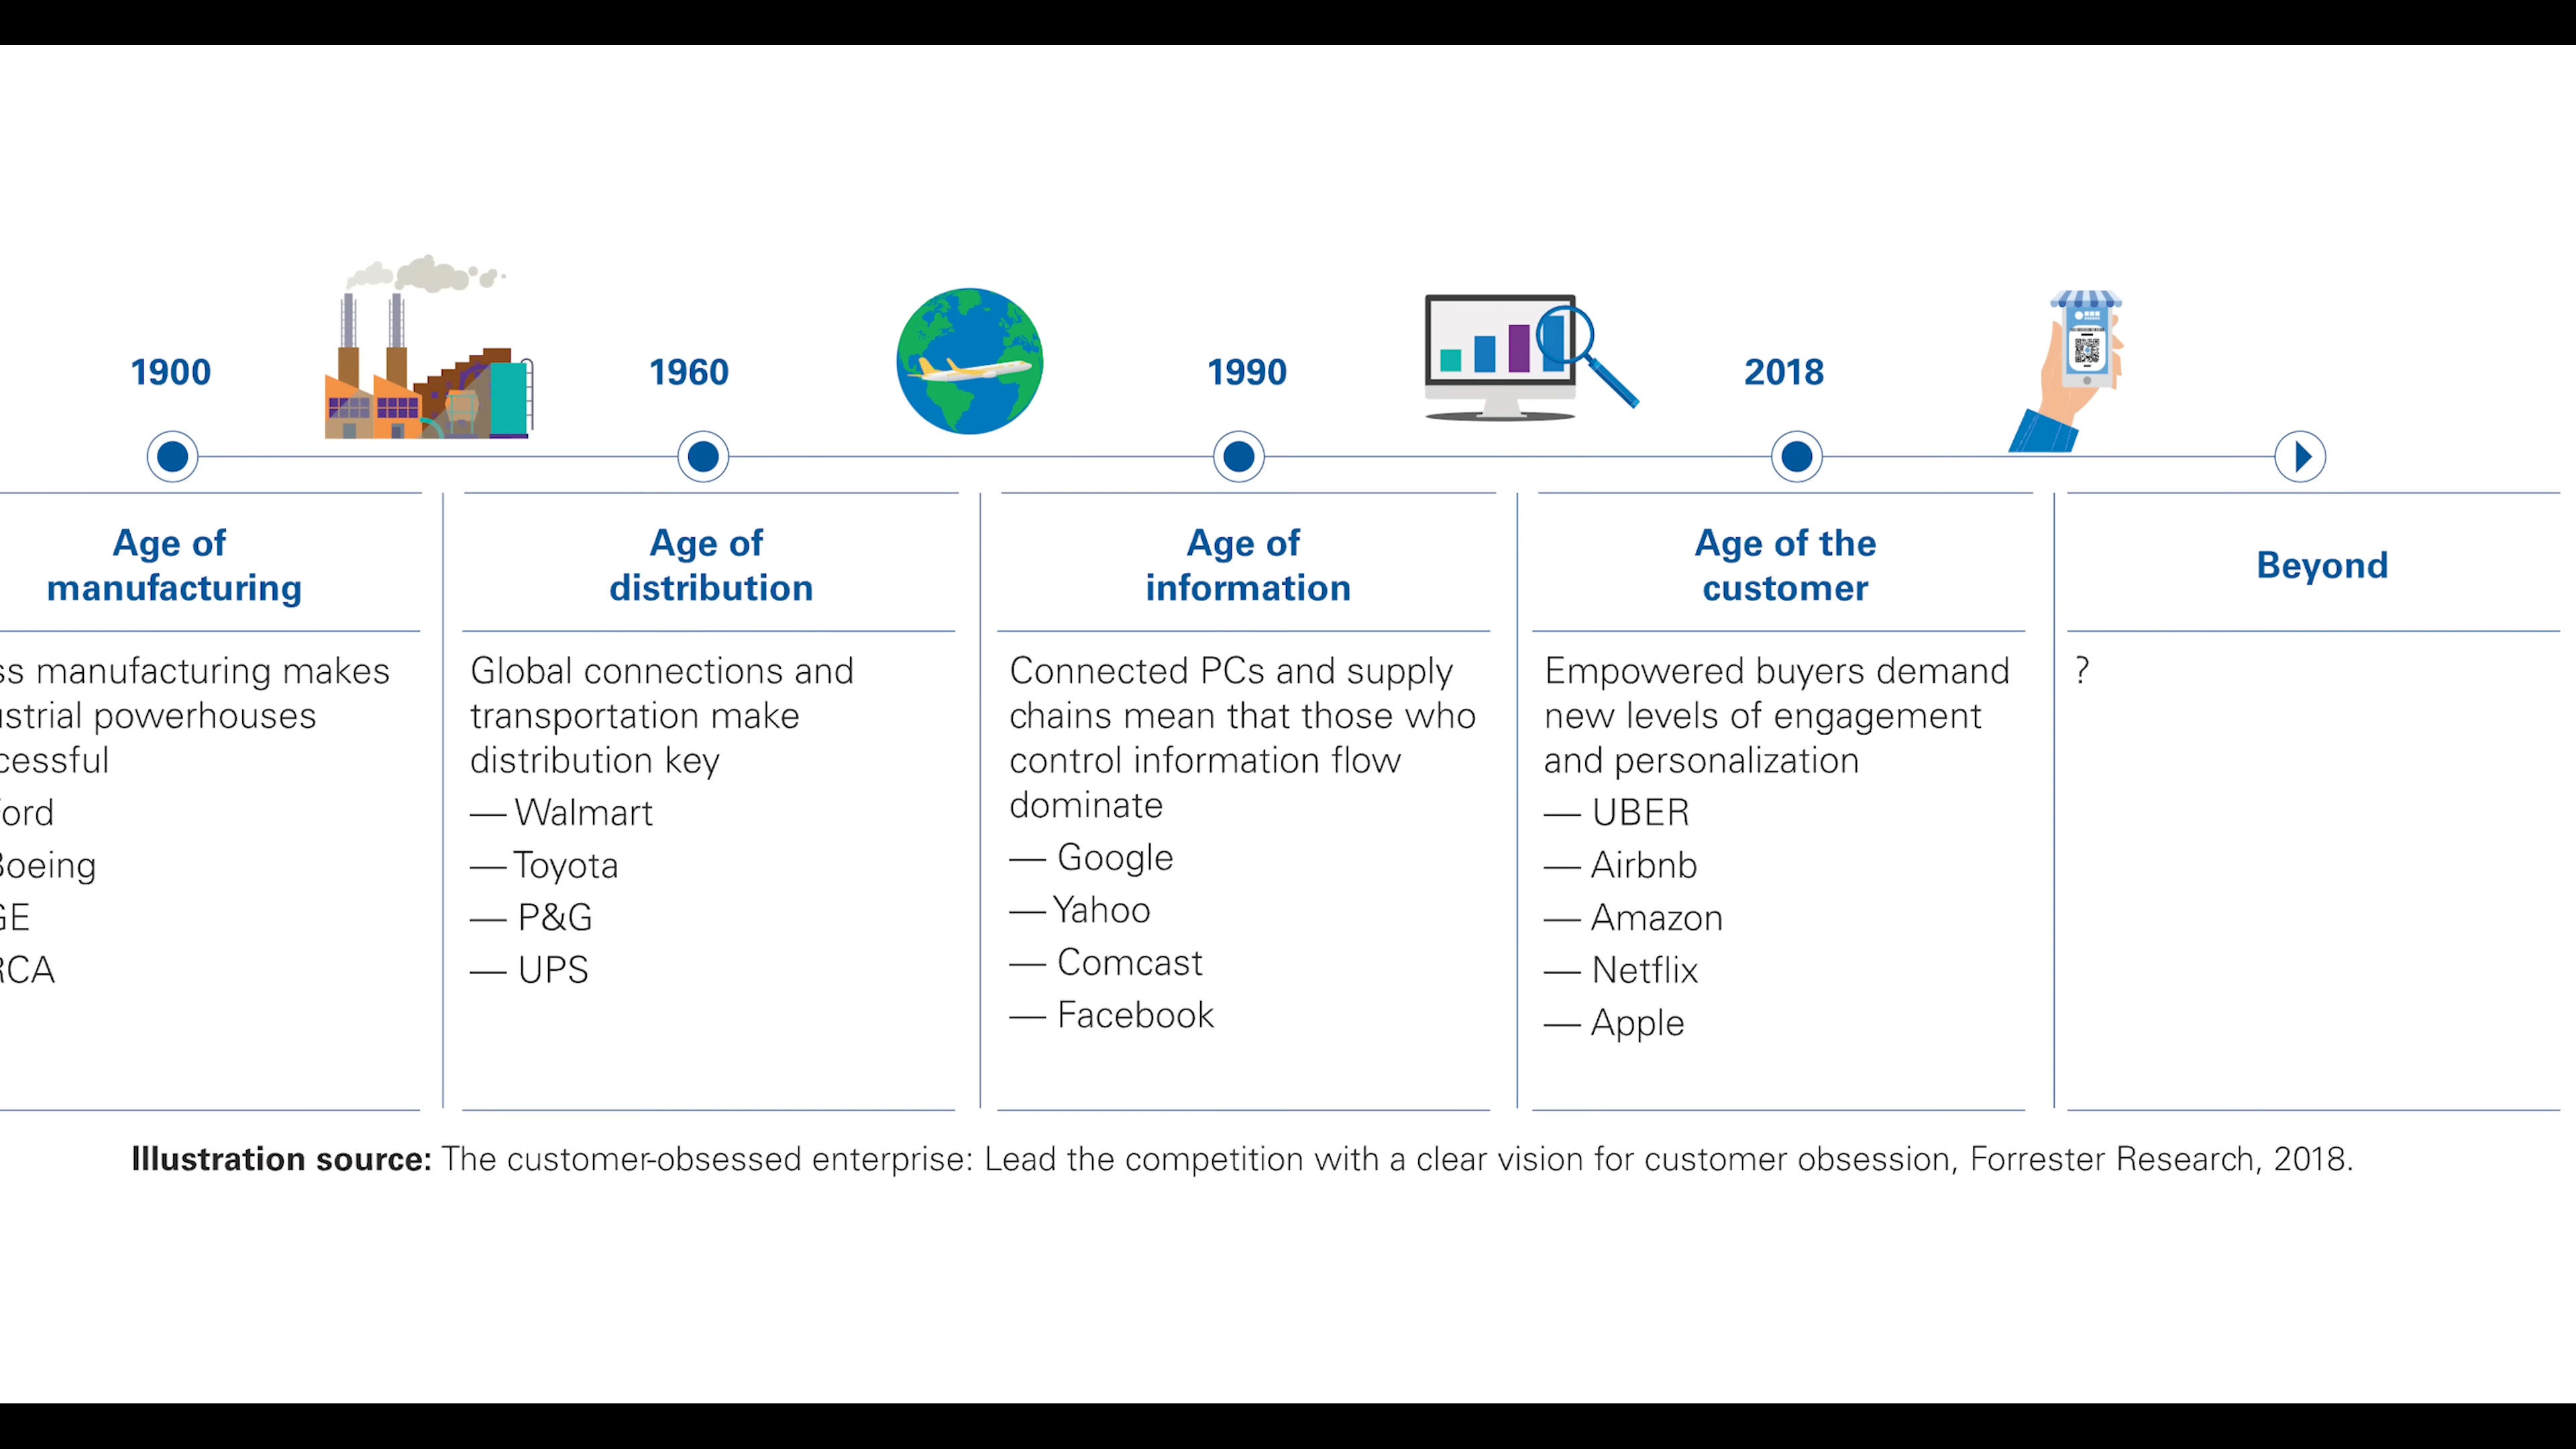 1900
1960
1990
2018
Age of
manufacturing
Age of
distribution
Age of
information
Age of the
customer
Beyond
ss manufacturing makes
ustrial powerhouses
cessful
ord
Boeing
GE
RCA
Global connections and
transportation make
distribution key
— Walmart
— Toyota
— P&G
— UPS
Connected PCs and supply
chains mean that those who
control information flow
dominate
— Google
— Yahoo
— Comcast
— Facebook
Empowered buyers demand
new levels of engagement
and personalization
— UBER
— Airbnb
— Amazon
— Netflix
— Apple
?
Illustration source: The customer-obsessed enterprise: Lead the competition with a clear vision for customer obsession, Forrester Research, 2018.